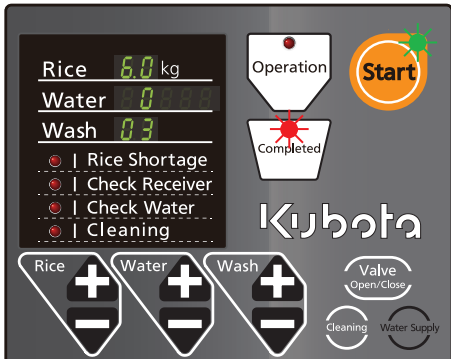 Rice 6.0 kg
Water 0
Wash 03
Rice Shortage
Check Receiver
Check Water
Cleaning
Operation
Start
Completed
Kubota
Rice + −
Water + −
Wash + −
Valve
Open/Close
Cleaning
Water Supply